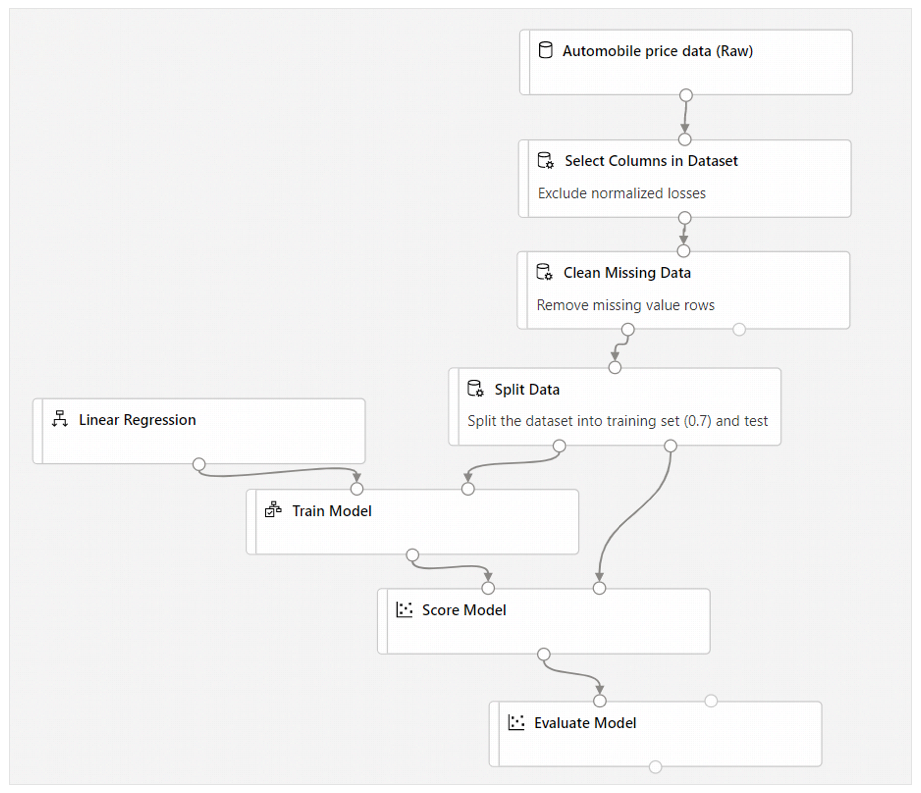 Automobile price data (Raw)
Select Columns in Dataset
Exclude normalized losses
Clean Missing Data
Remove missing value rows
Split Data
Split the dataset into training set (0.7) and test
Linear Regression
Train Model
Score Model
Evaluate Model